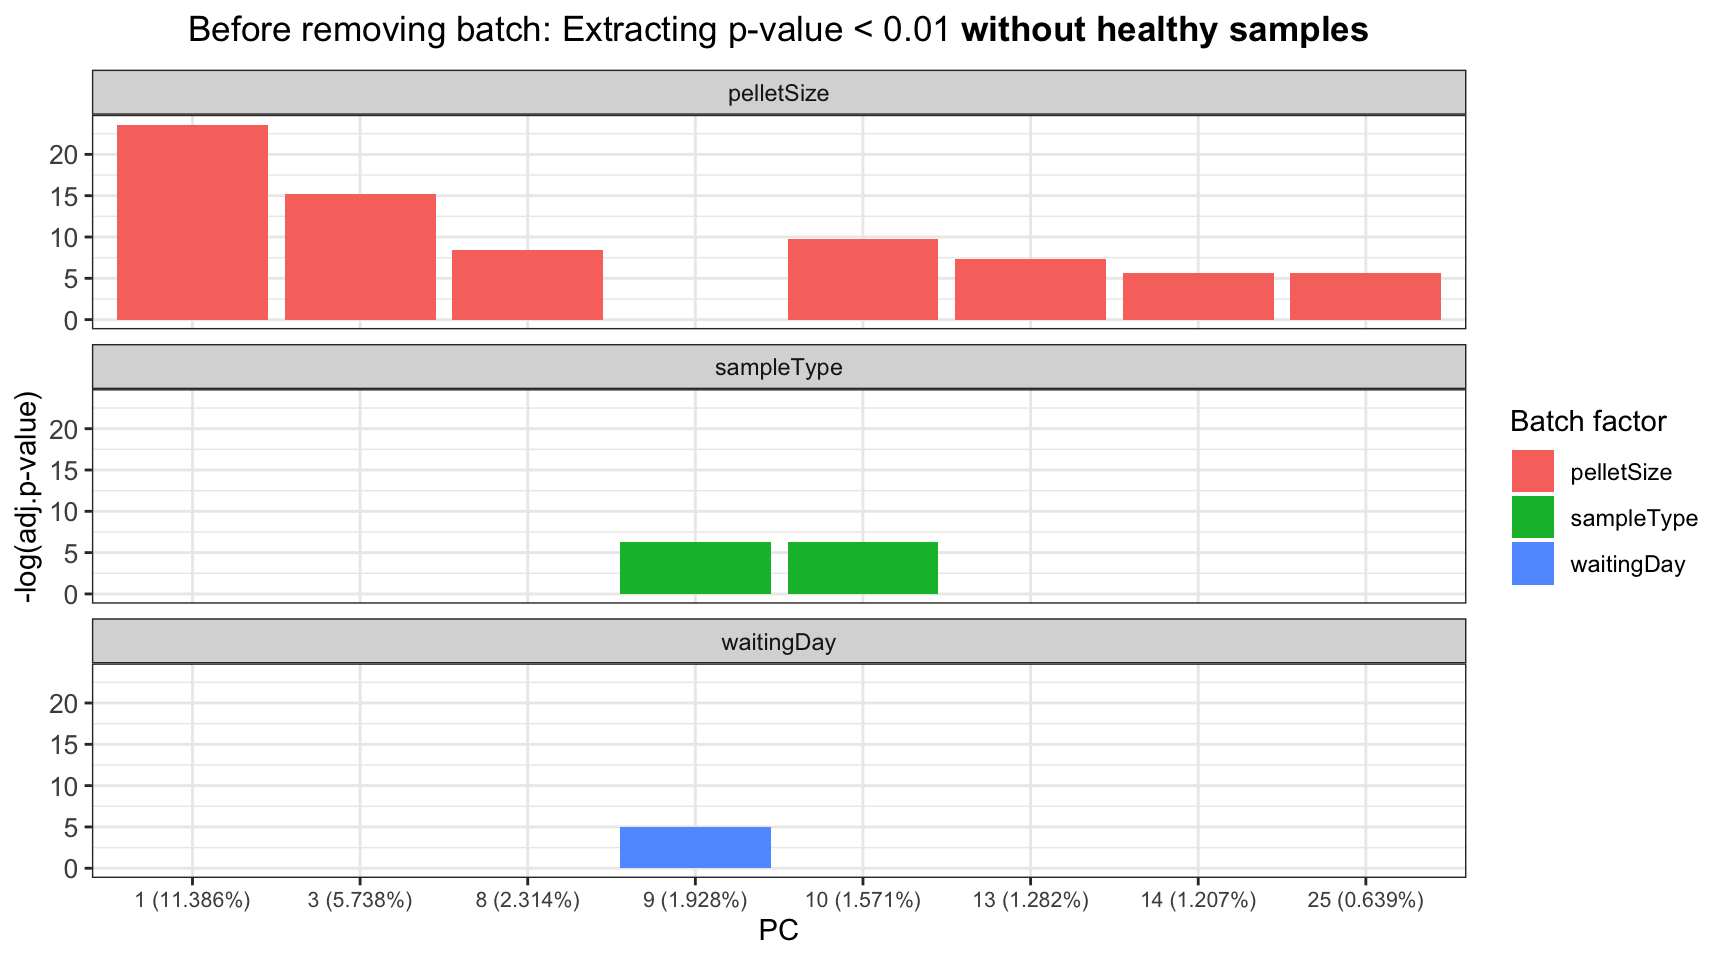 Before removing batch: Extracting p-value < 0.01 without healthy samples
pelletSize
20
15
10
5
0
sampleType
20
15
10
5
0
waitingDay
20
15
10
5
0
-log(adj.p-value)
1 (11.386%) 3 (5.738%) 8 (2.314%) 9 (1.928%) 10 (1.571%) 13 (1.282%) 14 (1.207%) 25 (0.639%)
PC
Batch factor
pelletSize
sampleType
waitingDay